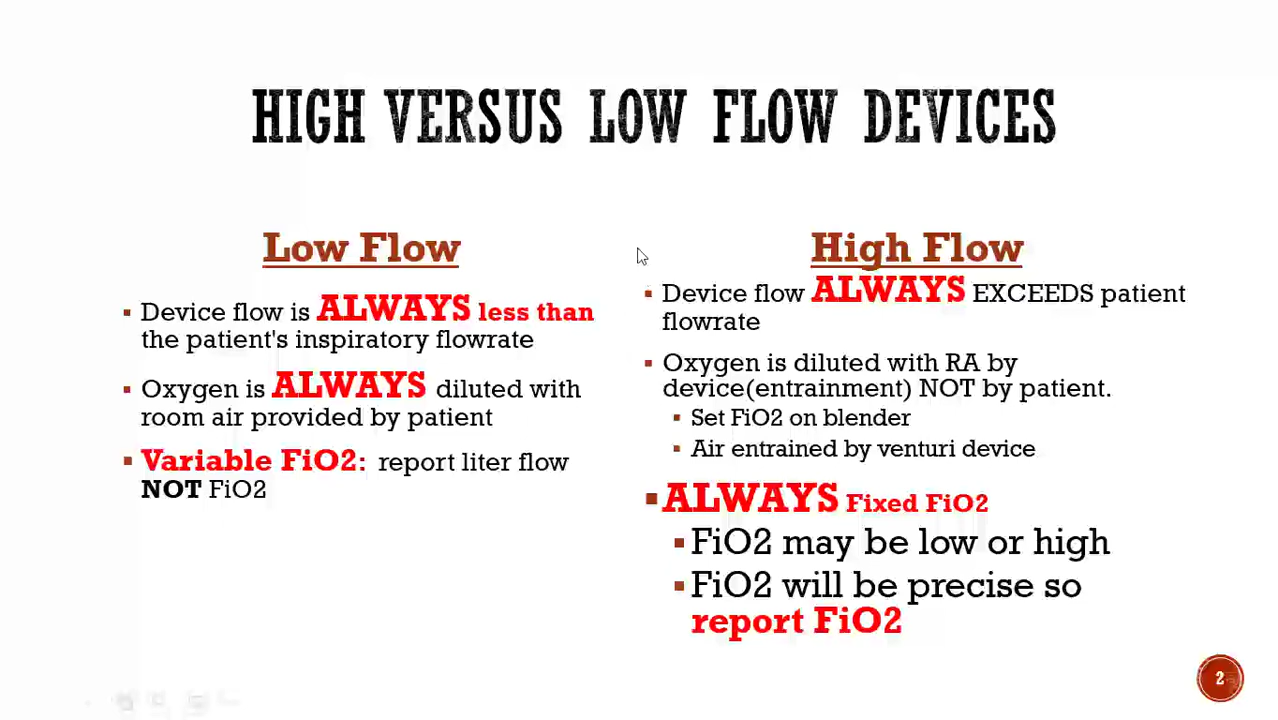 HIGH VERSUS LOW FLOW DEVICES
Low Flow
▪ Device flow is ALWAYS less than
the patient's inspiratory flowrate
▪ Oxygen is ALWAYS diluted with
room air provided by patient
▪ Variable FiO2: report liter flow
NOT FiO2
High Flow
▪ Device flow ALWAYS EXCEEDS patient
flowrate
▪ Oxygen is diluted with RA by
device(entrainment) NOT by patient.
▪ Set FiO2 on blender
▪ Air entrained by venturi device
▪ ALWAYS Fixed FiO2
▪ FiO2 may be low or high
▪ FiO2 will be precise so
report FiO2
2